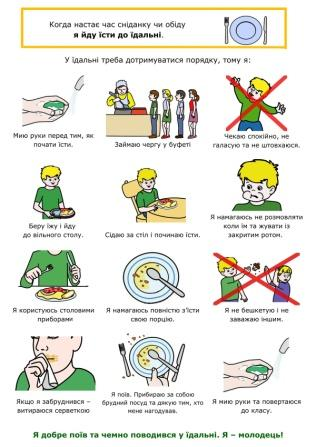 Когда настає час сніданку чи обіду
я йду їсти до їдальні.
У їдальні треба дотримуватися порядку, тому я:
Мию руки перед тим, як
почати їсти.
Займаю чергу у буфеті
Чекаю спокійно, не
галасую та не штовхаюся.
Беру їжу і йду
до вільного столу.
Сідаю за стіл і починаю їсти.
Я намагаюсь не розмовляти
коли їм та жувати із
закритим ротом.
Я користуюсь столовими
приборами
Я намагаюсь повністю з'їсти
свою порцію.
Я не бешкетую і не
заважаю іншим.
Якщо я забруднився –
витираюся серветкою
Я поїв. Прибираю за собою
брудний посуд та дякую тим, хто
мене нагодував.
Я мию руки та повертаюся
до класу.
Я добре поїв та чемно поводився у їдальні. Я – молодець!